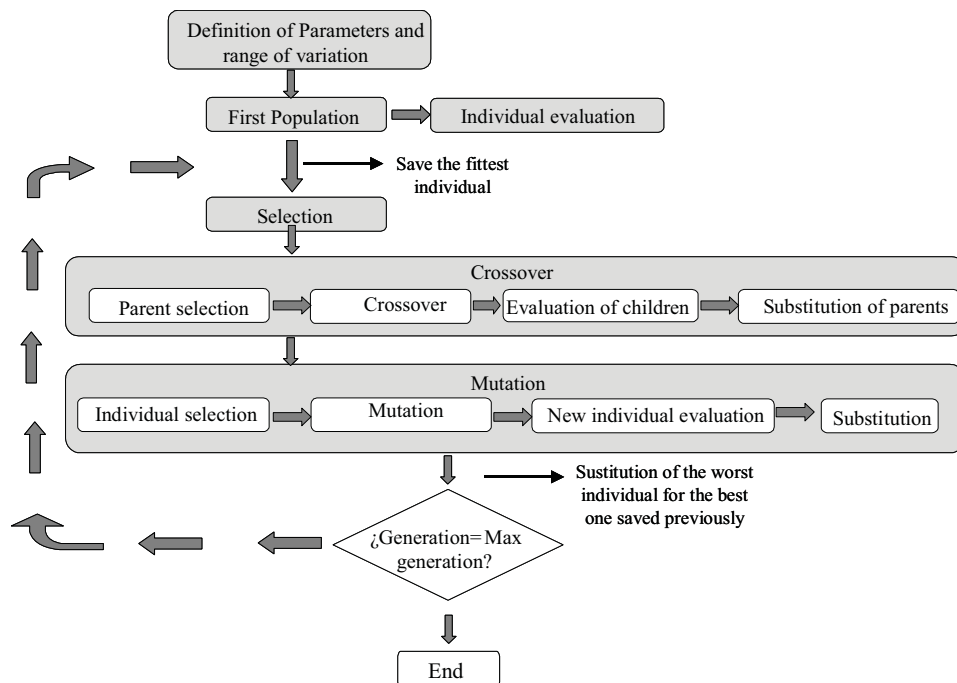 Definition of Parameters and
range of variation
First Population
Individual evaluation
Save the fittest
individual
Selection
Crossover
Parent selection
Crossover
Evaluation of children
Substitution of parents
Mutation
Individual selection
Mutation
New individual evaluation
Substitution
Sustitution of the worst
individual for the best
one saved previously
¿Generation= Max
generation?
End